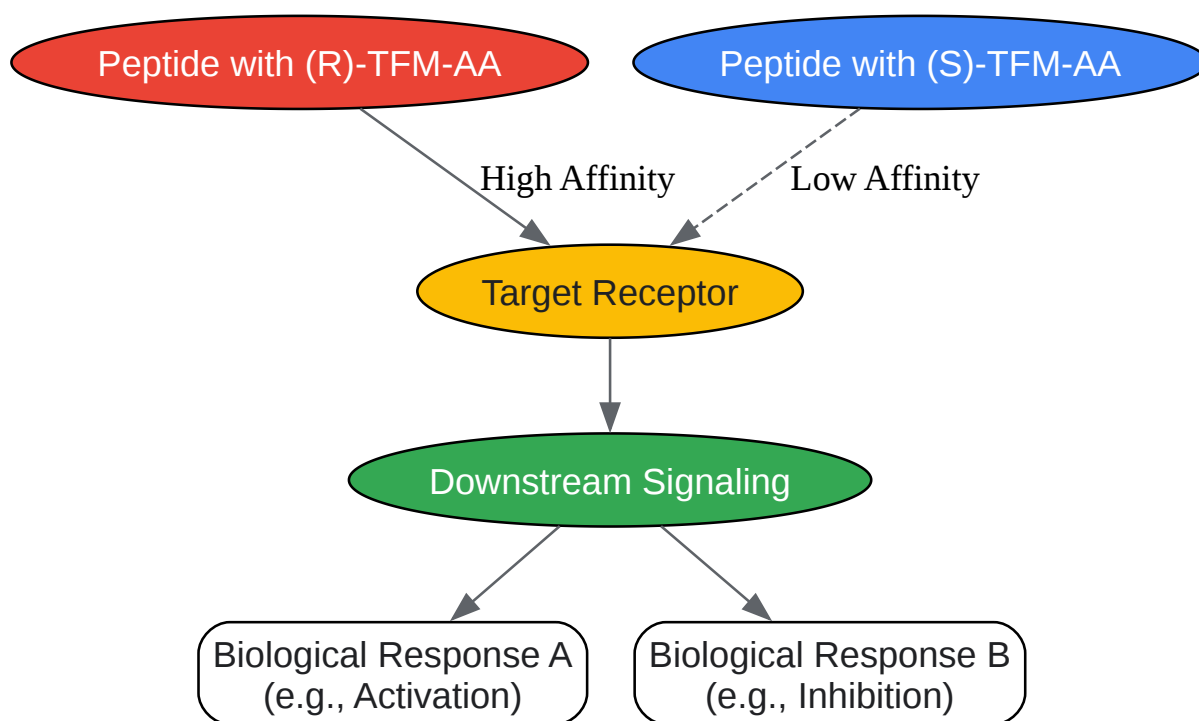 Peptide with (R)-TFM-AA
Peptide with (S)-TFM-AA
High Affinity
Low Affinity
Target Receptor
Downstream Signaling
Biological Response A
(e.g., Activation)
Biological Response B
(e.g., Inhibition)